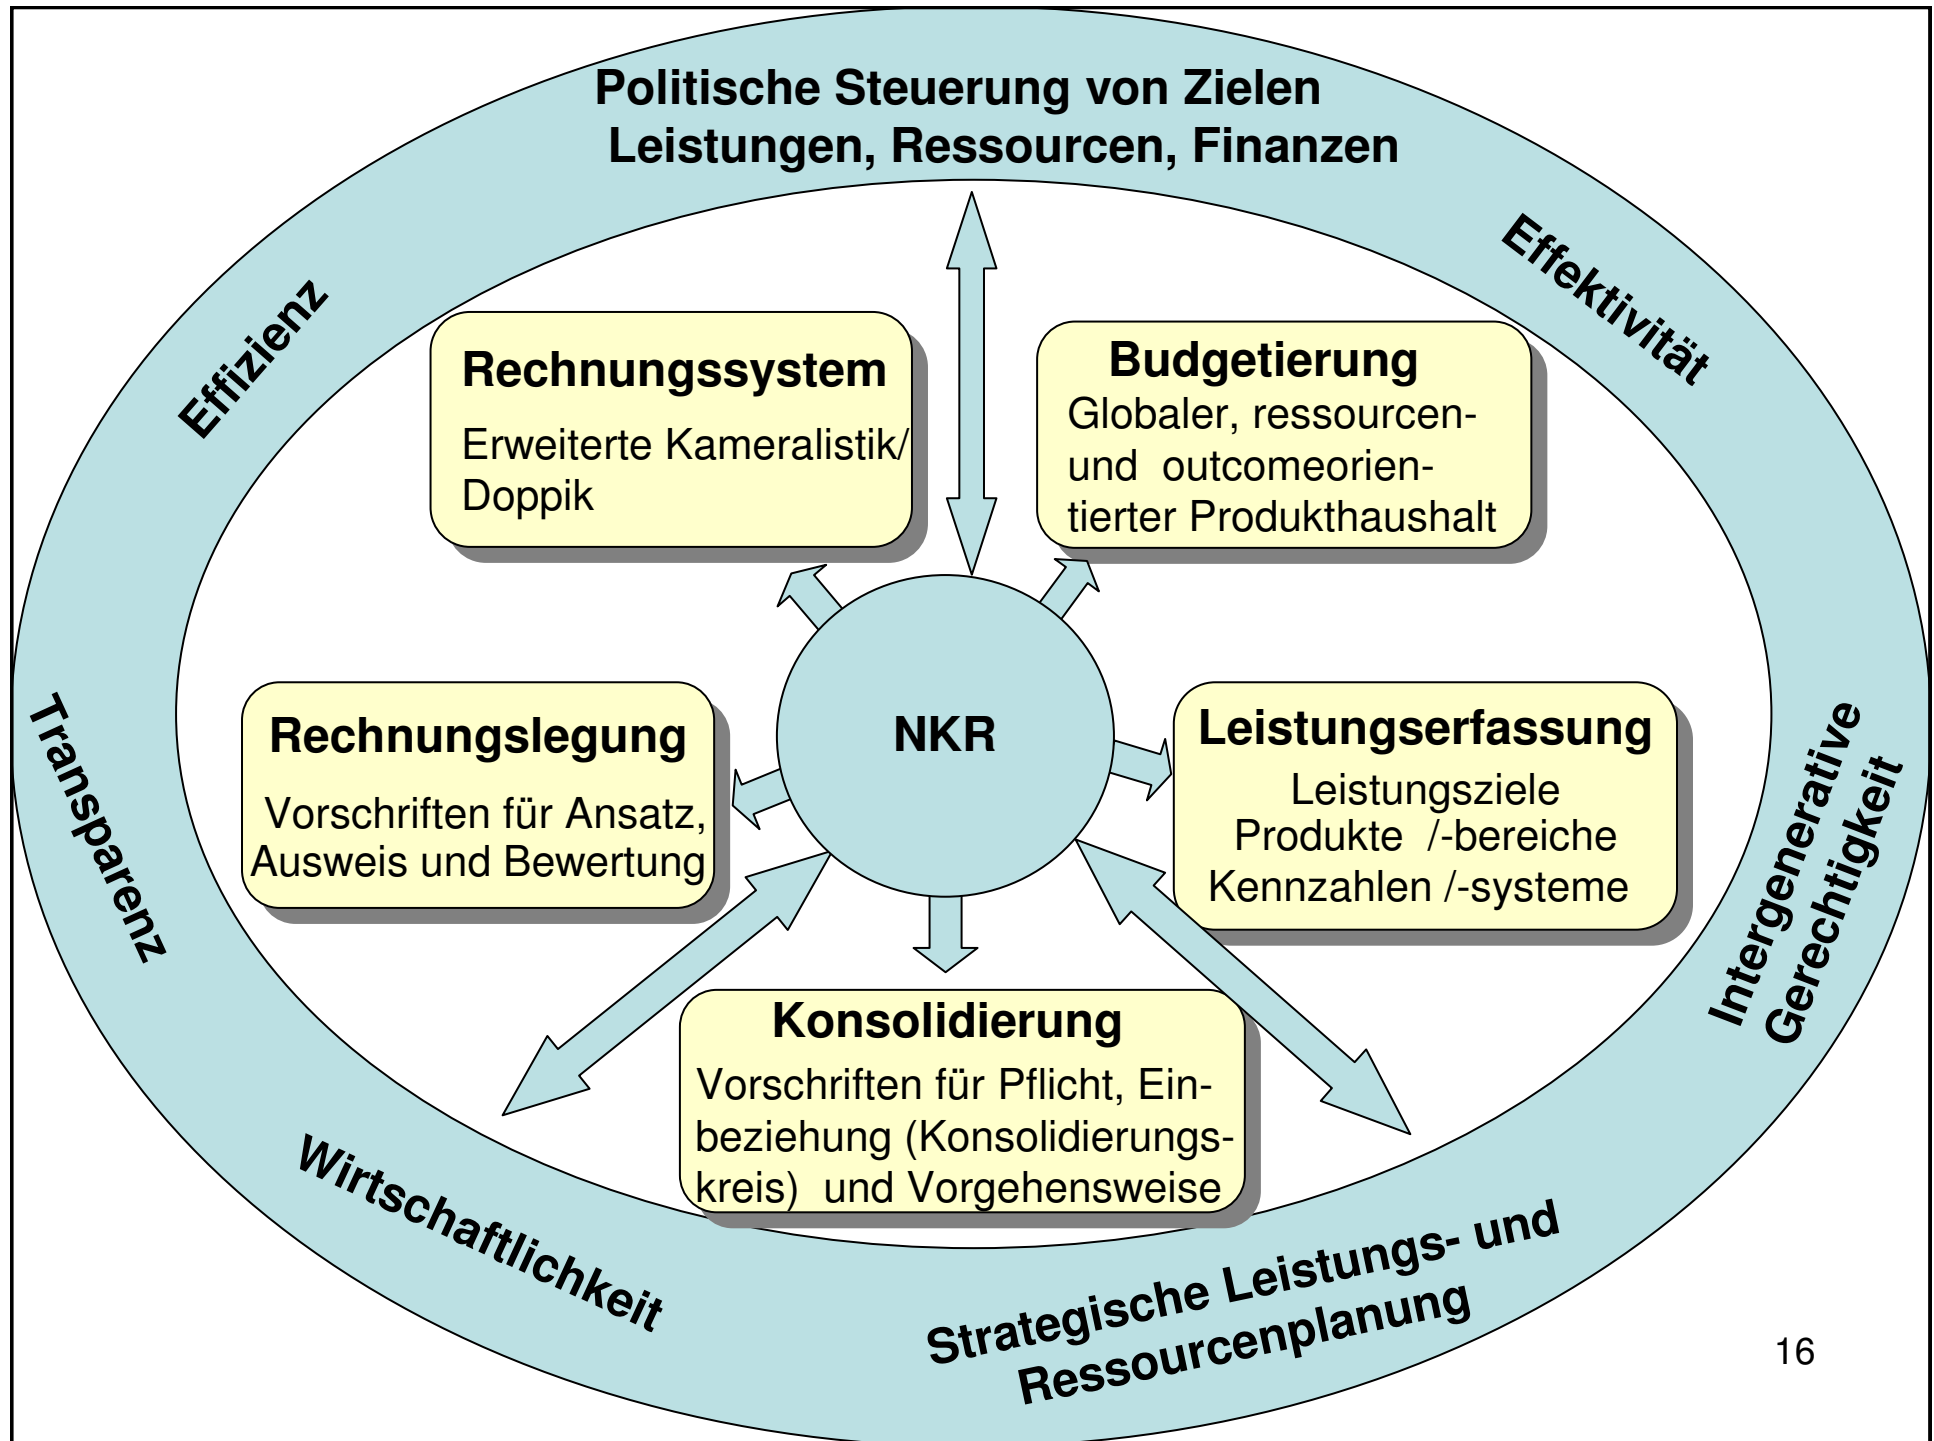 Politische Steuerung von Zielen
Leistungen, Ressourcen, Finanzen
Effizienz
Effektivität
Rechnungssystem
Erweiterte Kameralistik/
Doppik
Budgetierung
Globaler, ressourcen-
und outcomeorien-
tierter Produkthaushalt
NKR
Rechnungslegung
Vorschriften für Ansatz,
Ausweis und Bewertung
Leistungserfassung
Leistungsziele
Produkte /-bereiche
Kennzahlen /-systeme
Transparenz
Intergenerative
Gerechtigkeit
Konsolidierung
Vorschriften für Pflicht, Ein-
beziehung (Konsolidierungs-
kreis) und Vorgehensweise
Wirtschaftlichkeit
Strategische Leistungs- und
Ressourcenplanung
16